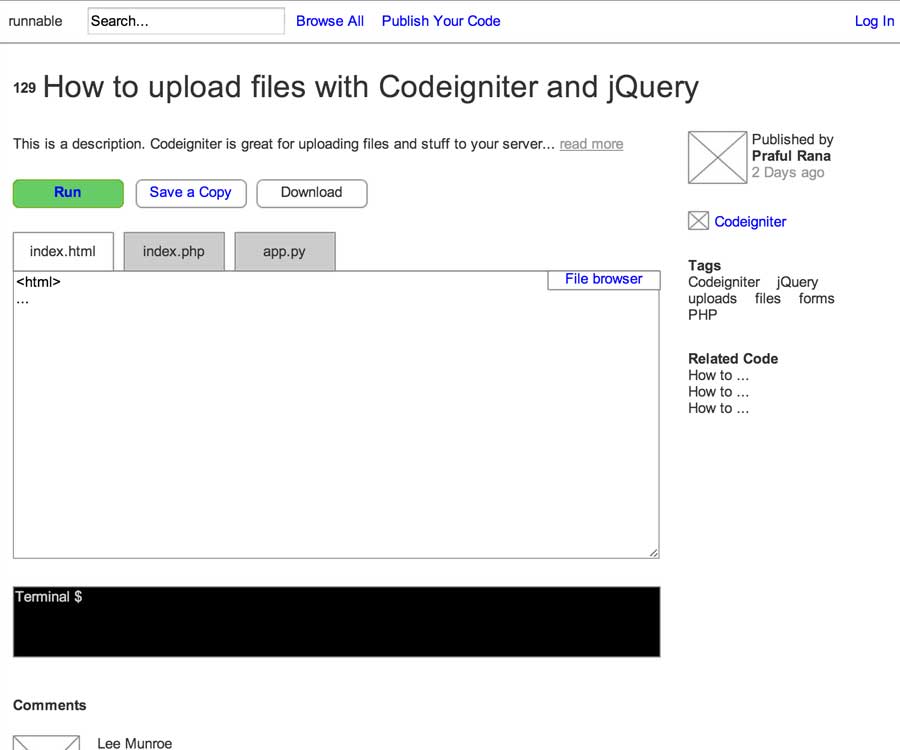 runnable Search... Browse All Publish Your Code Log In
129 How to upload files with Codeigniter and jQuery
This is a description. Codeigniter is great for uploading files and stuff to your server... read more
Run Save a Copy Download
index.html index.php app.py
<html>
...
File browser
Terminal $
Comments
Lee Munroe
Published by
Praful Rana
2 Days ago
Codeigniter
Tags
Codeigniter jQuery
uploads files forms
PHP
Related Code
How to ...
How to ...
How to ...